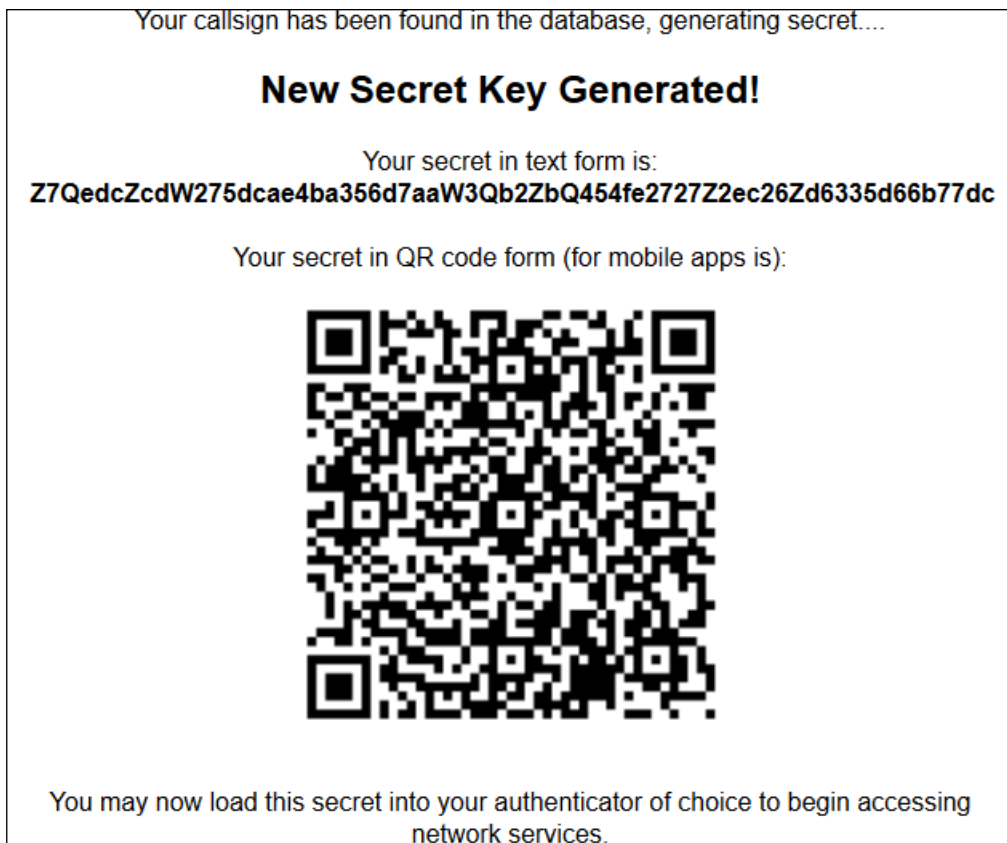 Your callsign has been found in the database, generating secret....
New Secret Key Generated!
Your secret in text form is:
Z7QedcZcdW275dcae4ba356d7aaW3Qb2ZbQ454fe2727Z2ec26Zd6335d66b77dc
Your secret in QR code form (for mobile apps is):
You may now load this secret into your authenticator of choice to begin accessing
network services.